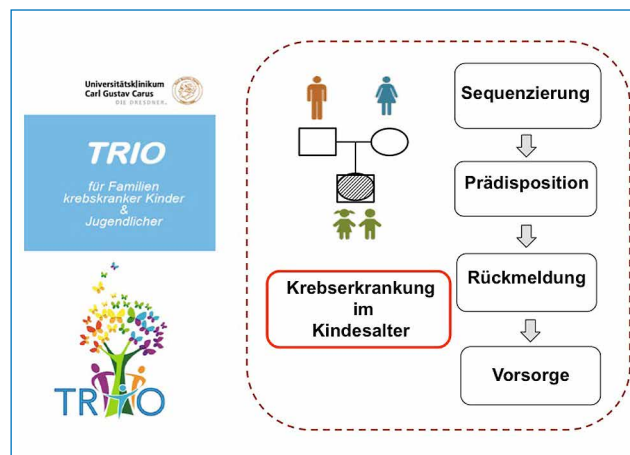 Universitätsklinikum
Carl Gustav Carus
DIE DRESDNER.
TRIO
für Familien
krebskranker Kinder
&
Jugendlicher
TRIO
Krebserkrankung
im
Kindesalter
Sequenzierung
Prädisposition
Rückmeldung
Vorsorge